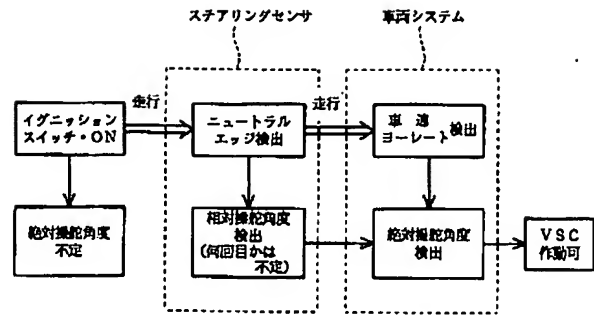 ステアリングセンサ
車両システム
走行
走行
イグニッション
スイッチ・ON
ニュートラル
エッジ検出
車速
ヨーレート
検出
絶対操舵角度
不定
相対操舵角度
検出
(何回目かは
不定)
絶対操舵角度
検出
VSC
作動可